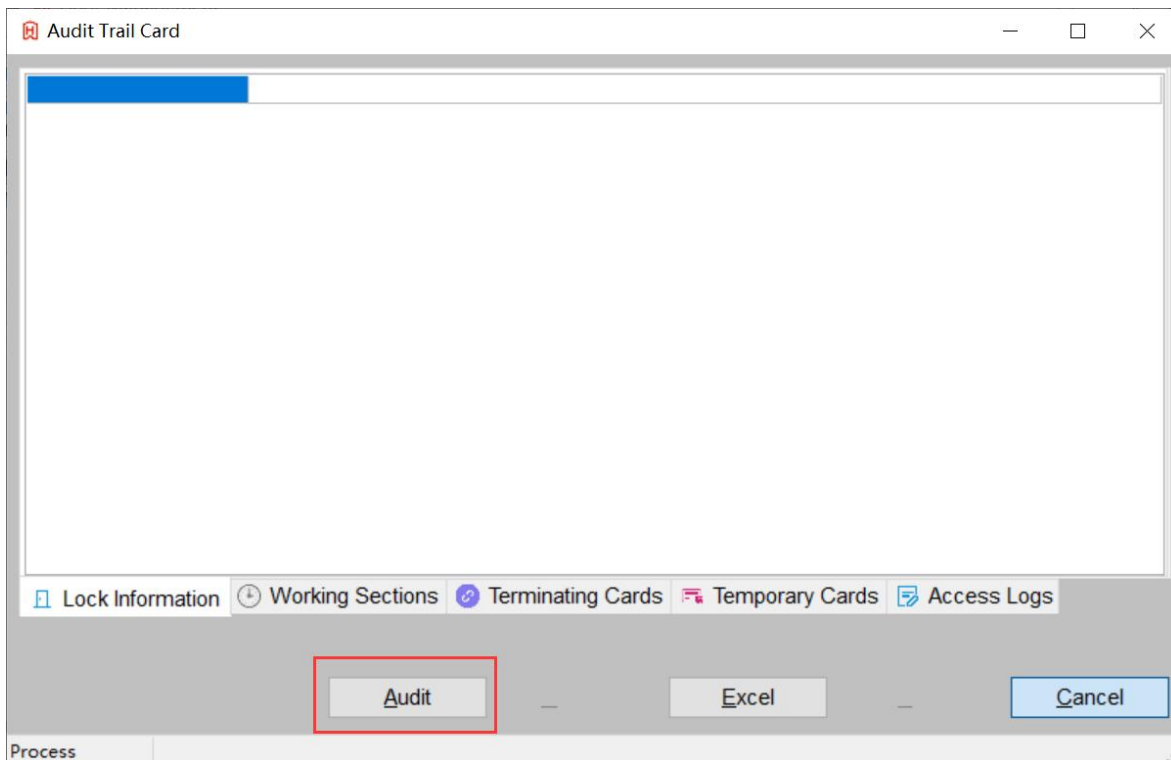 Audit Trail Card
Lock Information Working Sections Terminating Cards Temporary Cards Access Logs
Audit Excel Cancel
Process